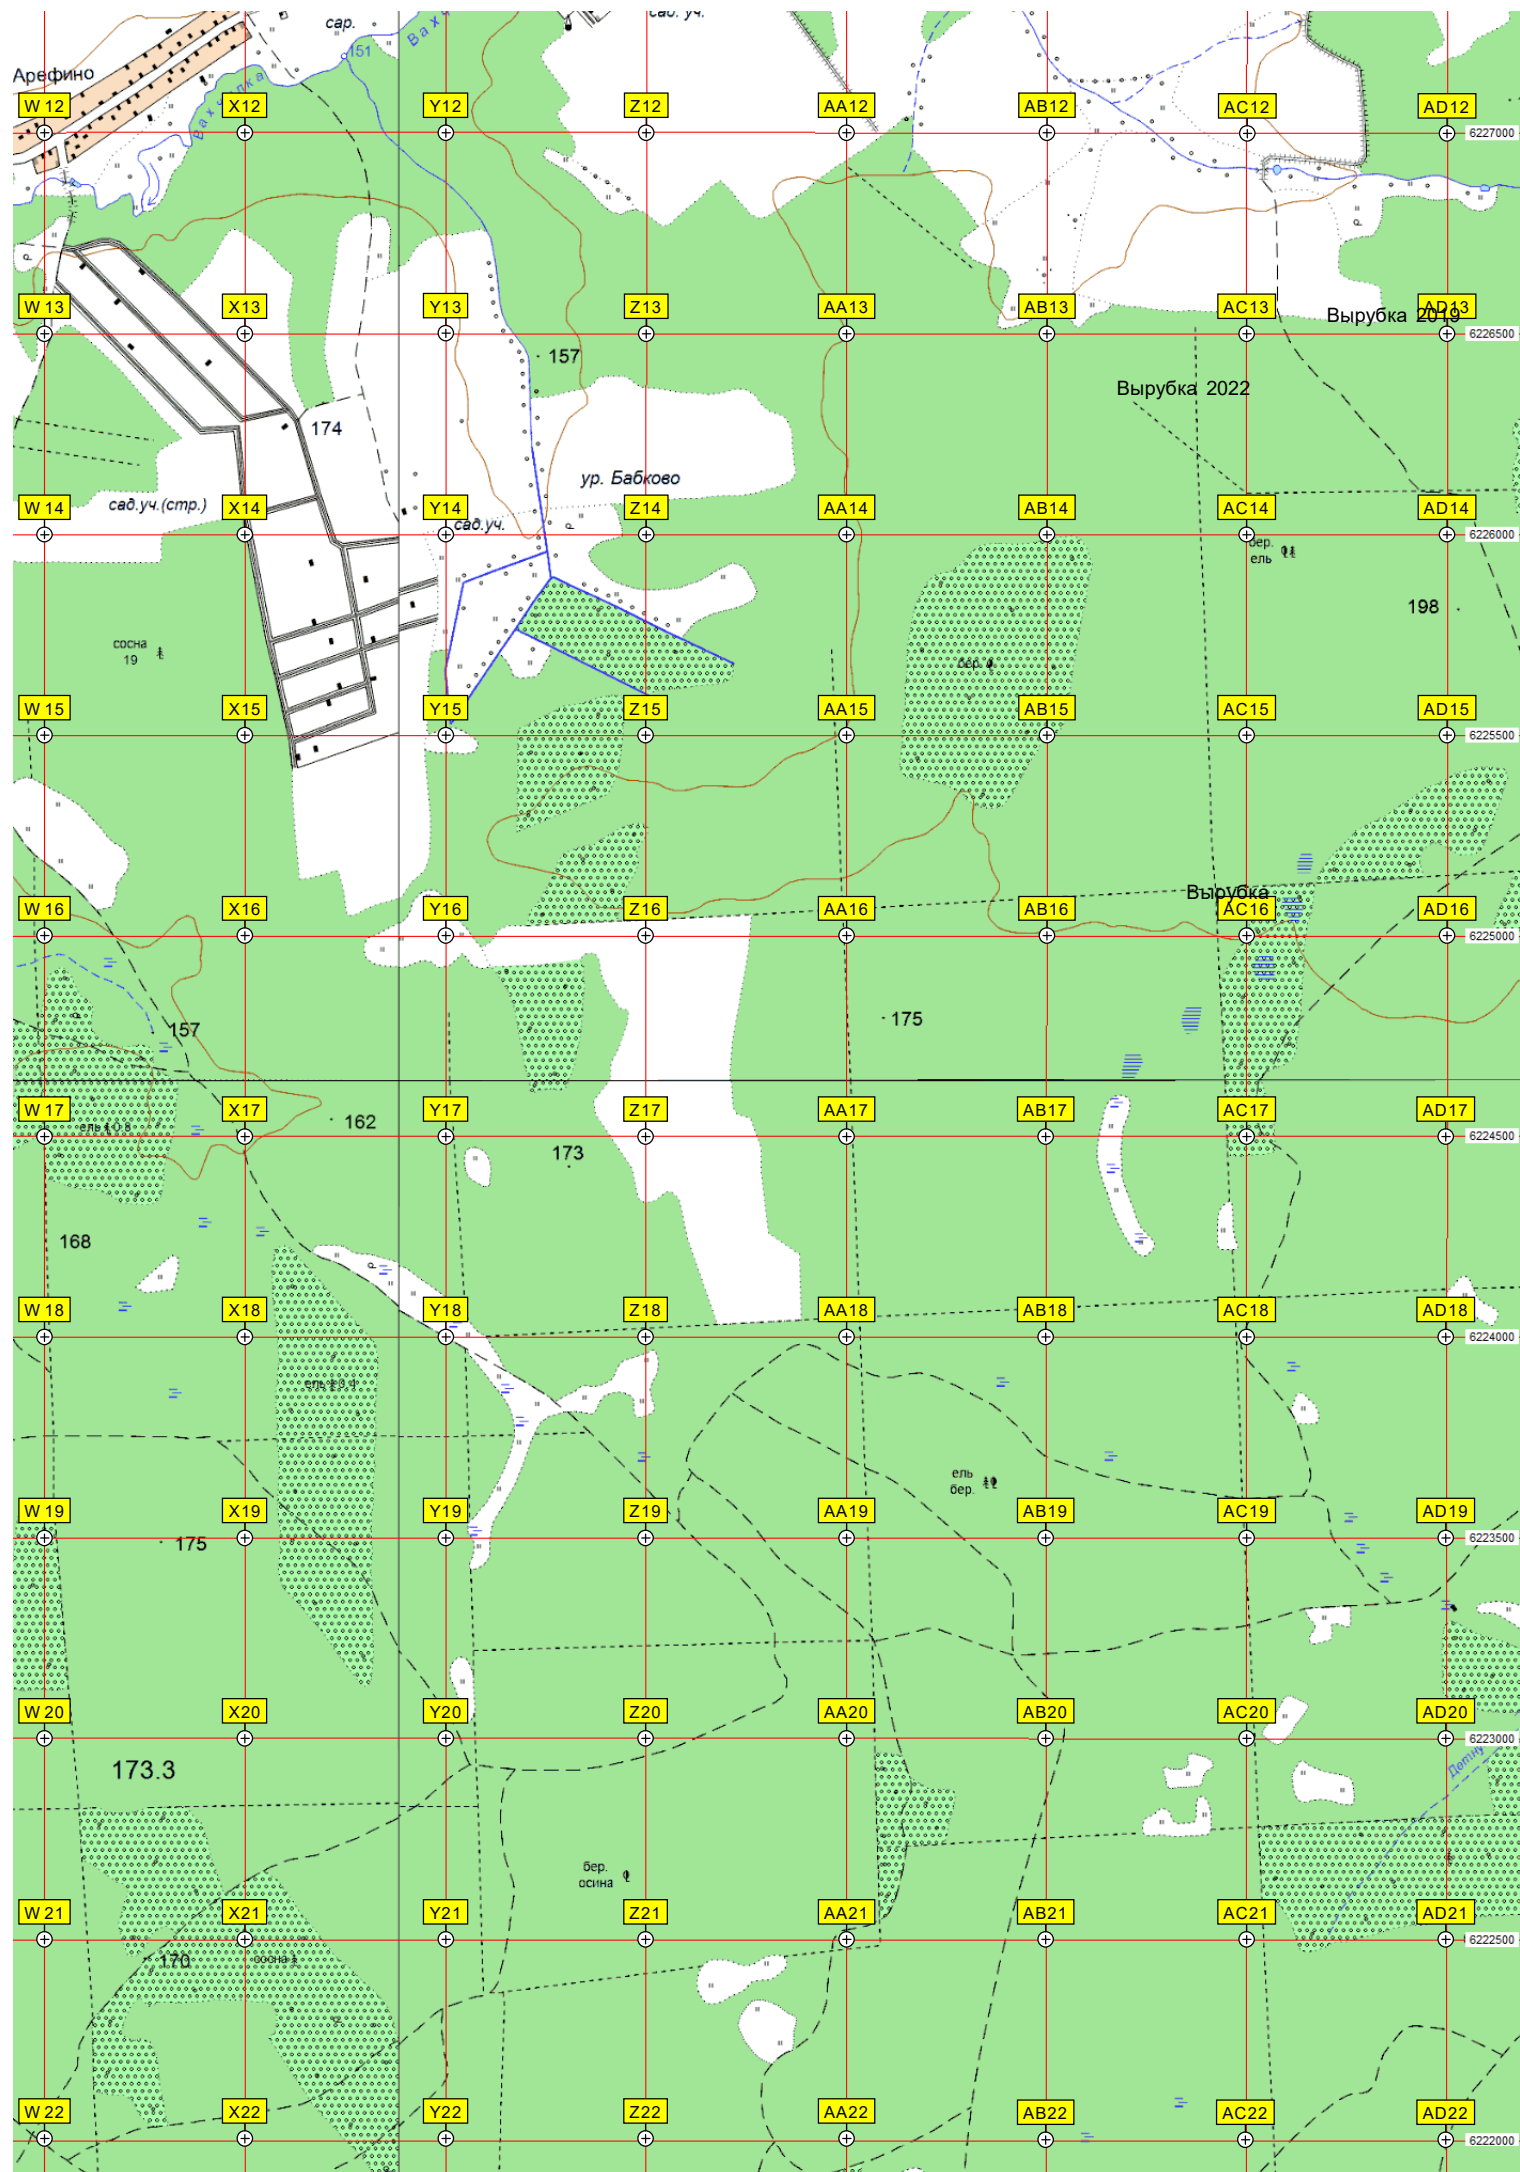 сар.
сад. уч.
Вах
151
Арефино
Вахчилка
W 12 X12 Y12 Z12 AA12 AB12 AC12 AD12
6227000
W 13 X13 Y13 Z13 AA13 AB13 AC13 AD13
Вырубка 2019
6226500
157
Вырубка 2022
174
ур. Бабково
сад.уч.(стр.)
W 14 X14 Y14 Z14 AA14 AB14 AC14 AD14
сад.уч.
6226000
бер.
ель
198
сосна
19
бер.
W 15 X15 Y15 Z15 AA15 AB15 AC15 AD15
6225500
Вырубка
W 16 X16 Y16 Z16 AA16 AB16 AC16 AD16
6225000
175
157
W 17 X17 Y17 Z17 AA17 AB17 AC17 AD17
162
ель 0.8
6224500
173
168
W 18 X18 Y18 Z18 AA18 AB18 AC18 AD18
6224000
ель
бер.
W 19 X19 Y19 Z19 AA19 AB19 AC19 AD19
6223500
175
W 20 X20 Y20 Z20 AA20 AB20 AC20 AD20
6223000
173.3
бер.
осина
W 21 X21 Y21 Z21 AA21 AB21 AC21 AD21
6222500
170
сосна
W 22 X22 Y22 Z22 AA22 AB22 AC22 AD22
6222000